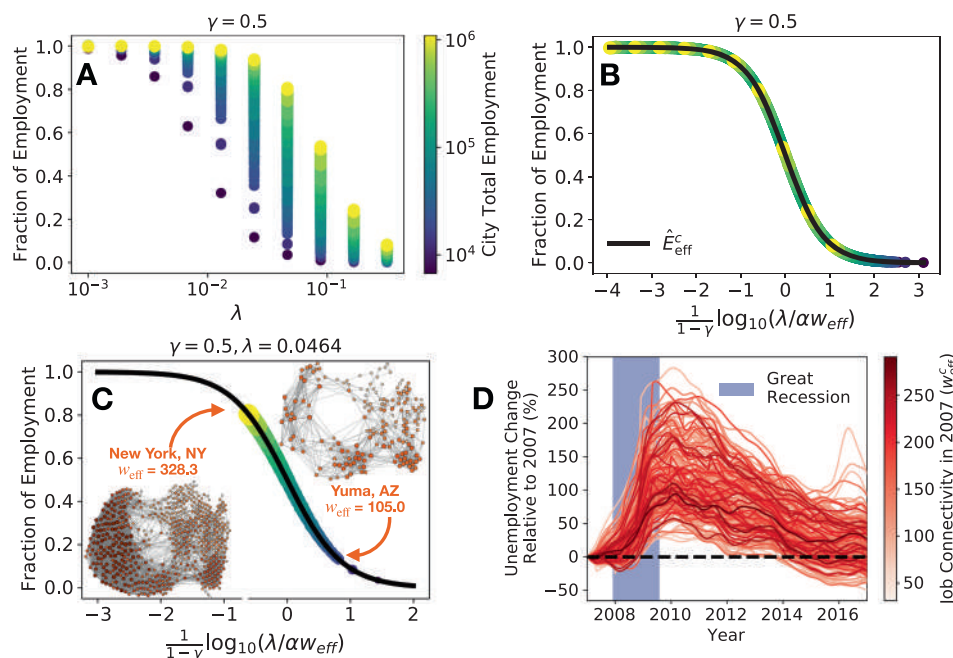 γ = 0.5
A
Fraction of Employment
1.0
0.8
0.6
0.4
0.2
0.0
10⁻³
10⁻²
10⁻¹
λ
City Total Employment
10⁶
10⁵
10⁴
γ = 0.5
B
Fraction of Employment
1.0
0.8
0.6
0.4
0.2
0.0
Ê^c_eff
−4 −3 −2 −1 0 1 2 3
1/(1−γ) log₁₀(λ/αw_eff)
γ = 0.5, λ = 0.0464
C
Fraction of Employment
1.0
0.8
0.6
0.4
0.2
0.0
New York, NY
w_eff = 328.3
Yuma, AZ
w_eff = 105.0
−3 −2 −1 0 1 2
1/(1−γ) log₁₀(λ/αw_eff)
D
Unemployment Change
Relative to 2007 (%)
300
250
200
150
100
50
0
−50
Great
Recession
2008 2010 2012 2014 2016
Year
Job Connectivity in 2007 (w^c_eff)
250
200
150
100
50